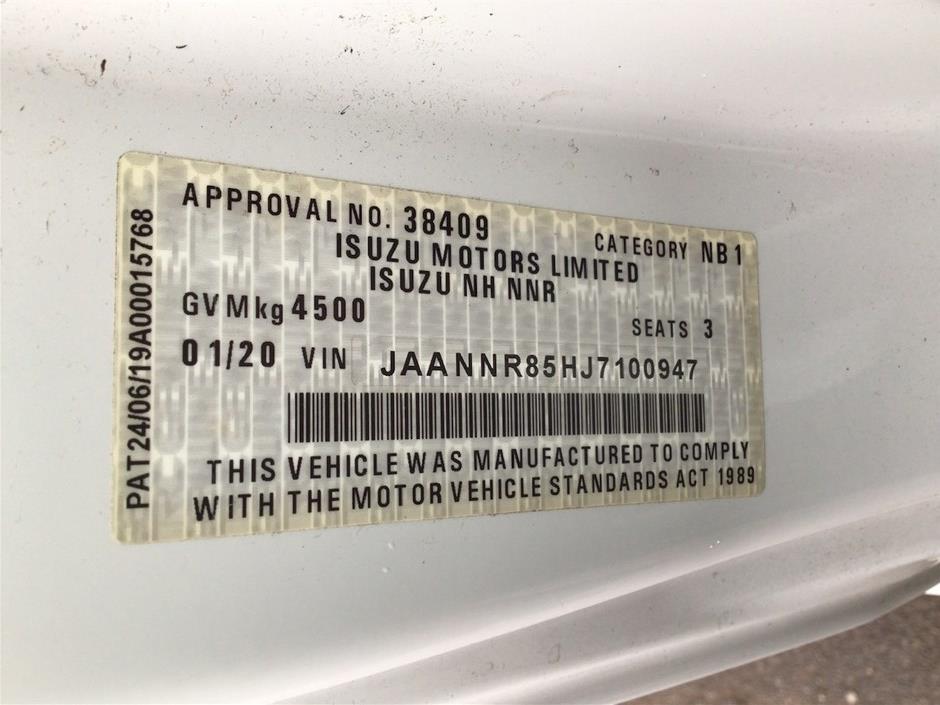 APPROVAL NO. 38409 CATEGORY NB1
ISUZU MOTORS LIMITED
ISUZU NH NNR
GVMkg 4500 SEATS 3
01/20 VIN JAANNR85HJ7100947
THIS VEHICLE WAS MANUFACTURED TO COMPLY
WITH THE MOTOR VEHICLE STANDARDS ACT 1989
PAT24/06/19A00015768